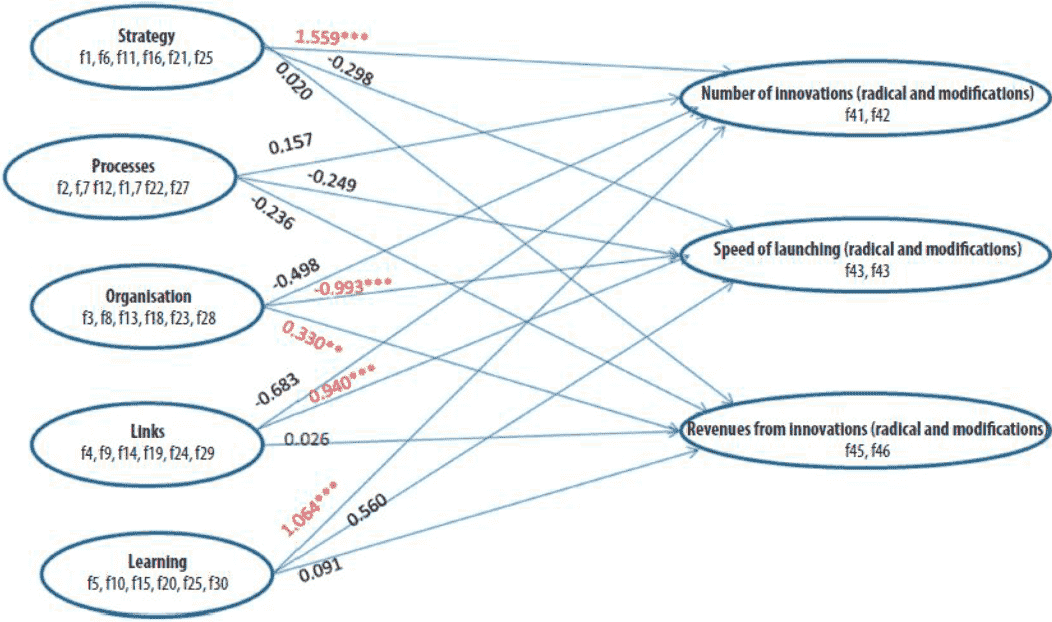 Strategy
f1, f6, f11, f16, f21, f25
1.559***
-0.298
0.020
Number of innovations (radical and modifications)
f41, f42
Processes
f2, f,7 f12, f1,7 f22, f27
0.157
-0.249
-0.236
Speed of launching (radical and modifications)
f43, f43
Organisation
f3, f8, f13, f18, f23, f28
-0.498
-0.993***
0.330**
Links
f4, f9, f14, f19, f24, f29
-0.683
0.940***
0.026
Revenues from innovations (radical and modifications)
f45, f46
Learning
f5, f10, f15, f20, f25, f30
1.064***
0.560
0.091